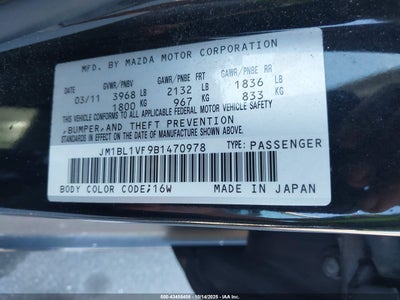 MFD. BY MAZDA MOTOR CORPORATION
DATE GVWR/PNBV GAWR/PNBE FRT GAWR/PNBE RR
03/11 3968 LB 2132 LB 1836 LB
1800 KG 967 KG 833 KG
THIS VEHICLE CONFORMS TO ALL APPLICABLE FEDERAL MOTOR VEHICLE SAFETY
, BUMPER, AND THEFT PREVENTION
STANDARDS IN EFFECT ON THE DATE OF MANUFACTURE SHOWN ABOVE.
JM1BL1VF9B1470978 TYPE: PASSENGER
BODY COLOR CODE;16W MADE IN JAPAN
000-43455409 | 10/14/2025 - IAA Inc.